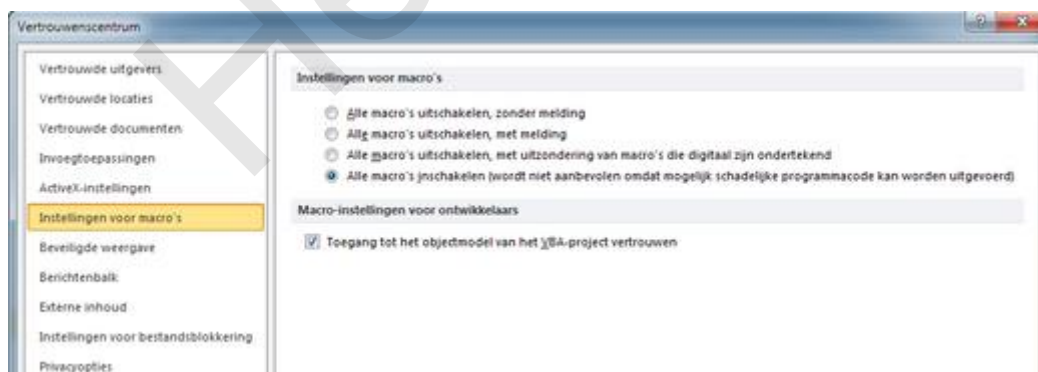 Vertrouwenscentrum
Vertrouwde uitgevers
Vertrouwde locaties
Vertrouwde documenten
Invoegtoepassingen
ActiveX-instellingen
Instellingen voor macro's
Beveiligde weergave
Berichtenbalk
Externe inhoud
Instellingen voor bestandsblokkering
Privacyopties
Instellingen voor macro's
Alle macro's uitschakelen, zonder melding
Alle macro's uitschakelen, met melding
Alle macro's uitschakelen, met uitzondering van macro's die digitaal zijn ondertekend
Alle macro's inschakelen (wordt niet aanbevolen omdat mogelijk schadelijke programmacode kan worden uitgevoerd)
Macro-instellingen voor ontwikkelaars
Toegang tot het objectmodel van het VBA-project vertrouwen